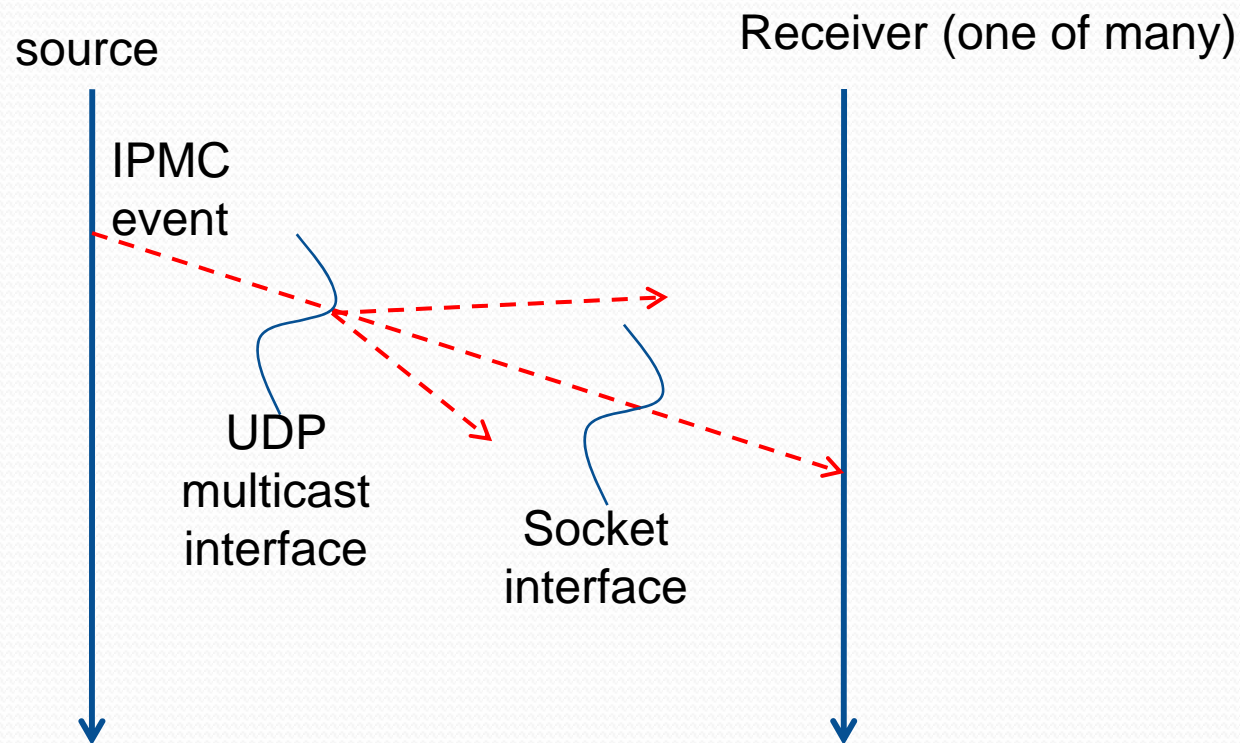 source
Receiver (one of many)
IPMC
event
UDP
multicast
interface
Socket
interface